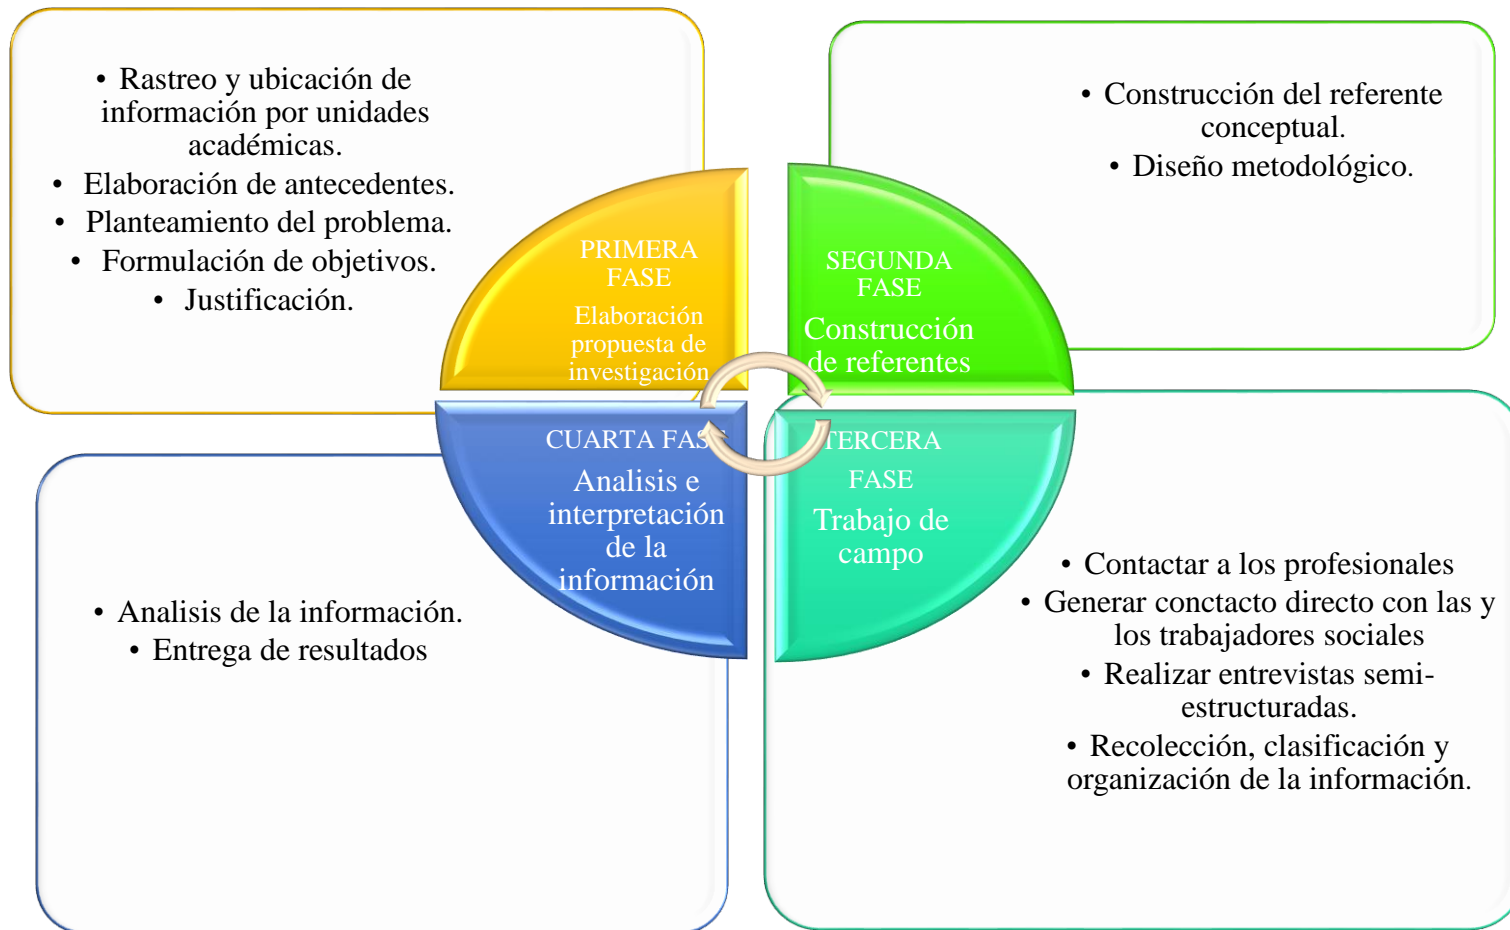 • Rastreo y ubicación de
información por unidades
académicas.
• Elaboración de antecedentes.
• Planteamiento del problema.
• Formulación de objetivos.
• Justificación.
PRIMERA
FASE
Elaboración
propuesta de
investigación
• Construcción del referente
conceptual.
• Diseño metodológico.
SEGUNDA
FASE
Construcción
de referentes
TERCERA
FASE
Trabajo de
campo
• Contactar a los profesionales
• Generar conctacto directo con las y
los trabajadores sociales
• Realizar entrevistas semi-
estructuradas.
• Recolección, clasificación y
organización de la información.
CUARTA FASE
Analisis e
interpretación
de la
información
• Analisis de la información.
• Entrega de resultados